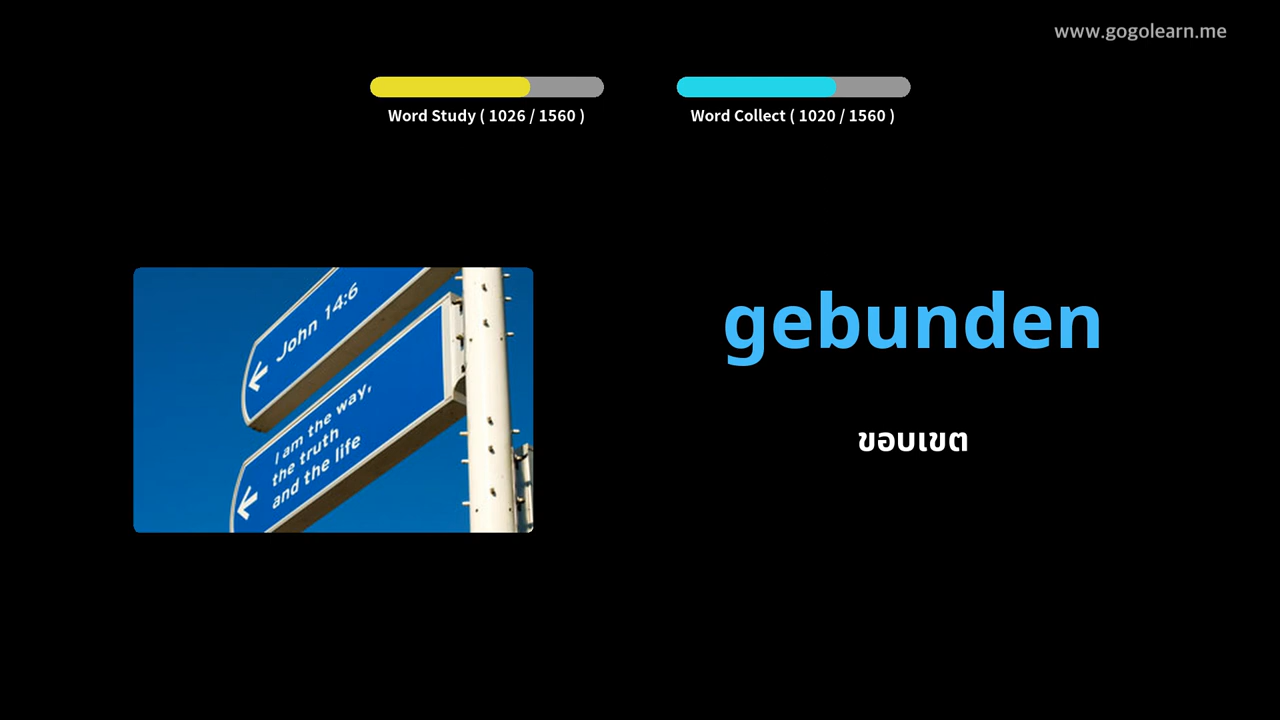 www.gogolearn.me
Word Study ( 1026 / 1560 )
Word Collect ( 1020 / 1560 )
John 14:6
I am the way,
the truth
and the life
gebunden
ขอบเขต